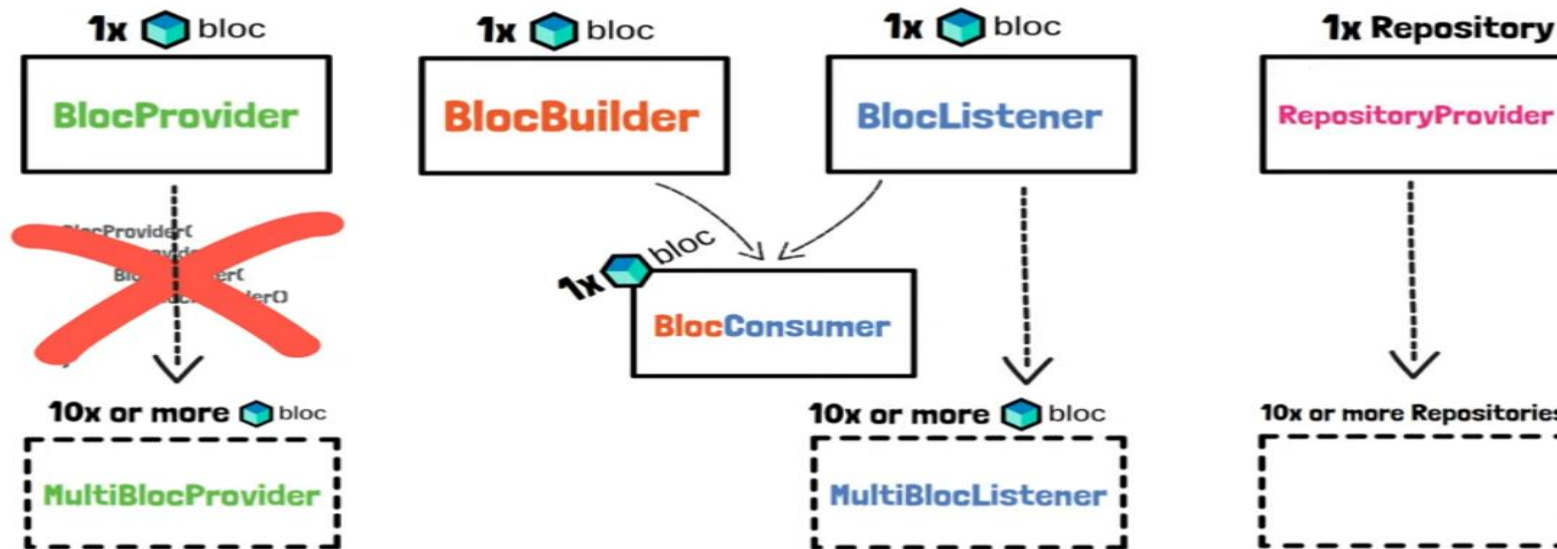 1x bloc
1x bloc
1x bloc
1x Repository
BlocProvider
BlocBuilder
BlocListener
RepositoryProvider
BlocProvider(
1x bloc
BlocConsumer
10x or more bloc
10x or more bloc
10x or more Repositories
MultiBlocProvider
MultiBlocListener